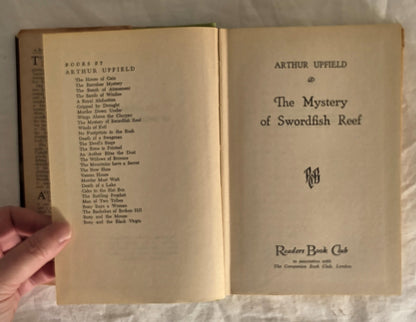 BOOKS BY
ARTHUR UPFIELD
The House of Cain
The Barrakee Mystery
The Beach of Atonement
The Sands of Windee
A Royal Abduction
Gripped by Drought
Murder Down Under
Wings Above the Claypan
The Mystery of Swordfish Reef
Winds of Evil
No Footprints in the Bush
Death of a Swagman
The Devil's Steps
An Author Bites the Dust
The Widows of Broome
The Mountains have a Secret
The New Shoe
Venom House
Murder Must Wait
Death of a Lake
Cake in the Hat Box
The Battling Prophet
Man of Two Tribes
Bony Buys a Woman
The Bachelors of Broken Hill
Bony and the Mouse
Bony and the Black Virgin
ARTHUR UPFIELD
The Mystery
of Swordfish Reef
Readers Book Club
in association with
The Companion Book Club, London.